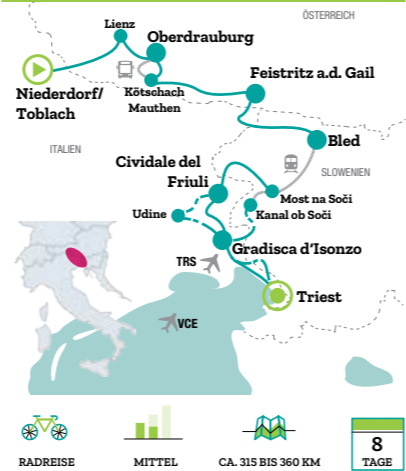 ÖSTERREICH
Lienz
Oberdrauburg
Niederdorf/
Toblach
Kötschach
Mauthen
Feistritz a.d. Gail
ITALIEN
Bled
SLOWENIEN
Cividale del
Friuli
Most na Soči
Kanal ob Soči
Udine
Gradisca d'Isonzo
TRS
Triest
VCE
RADREISE
MITTEL
CA. 315 BIS 360 KM
8
TAGE